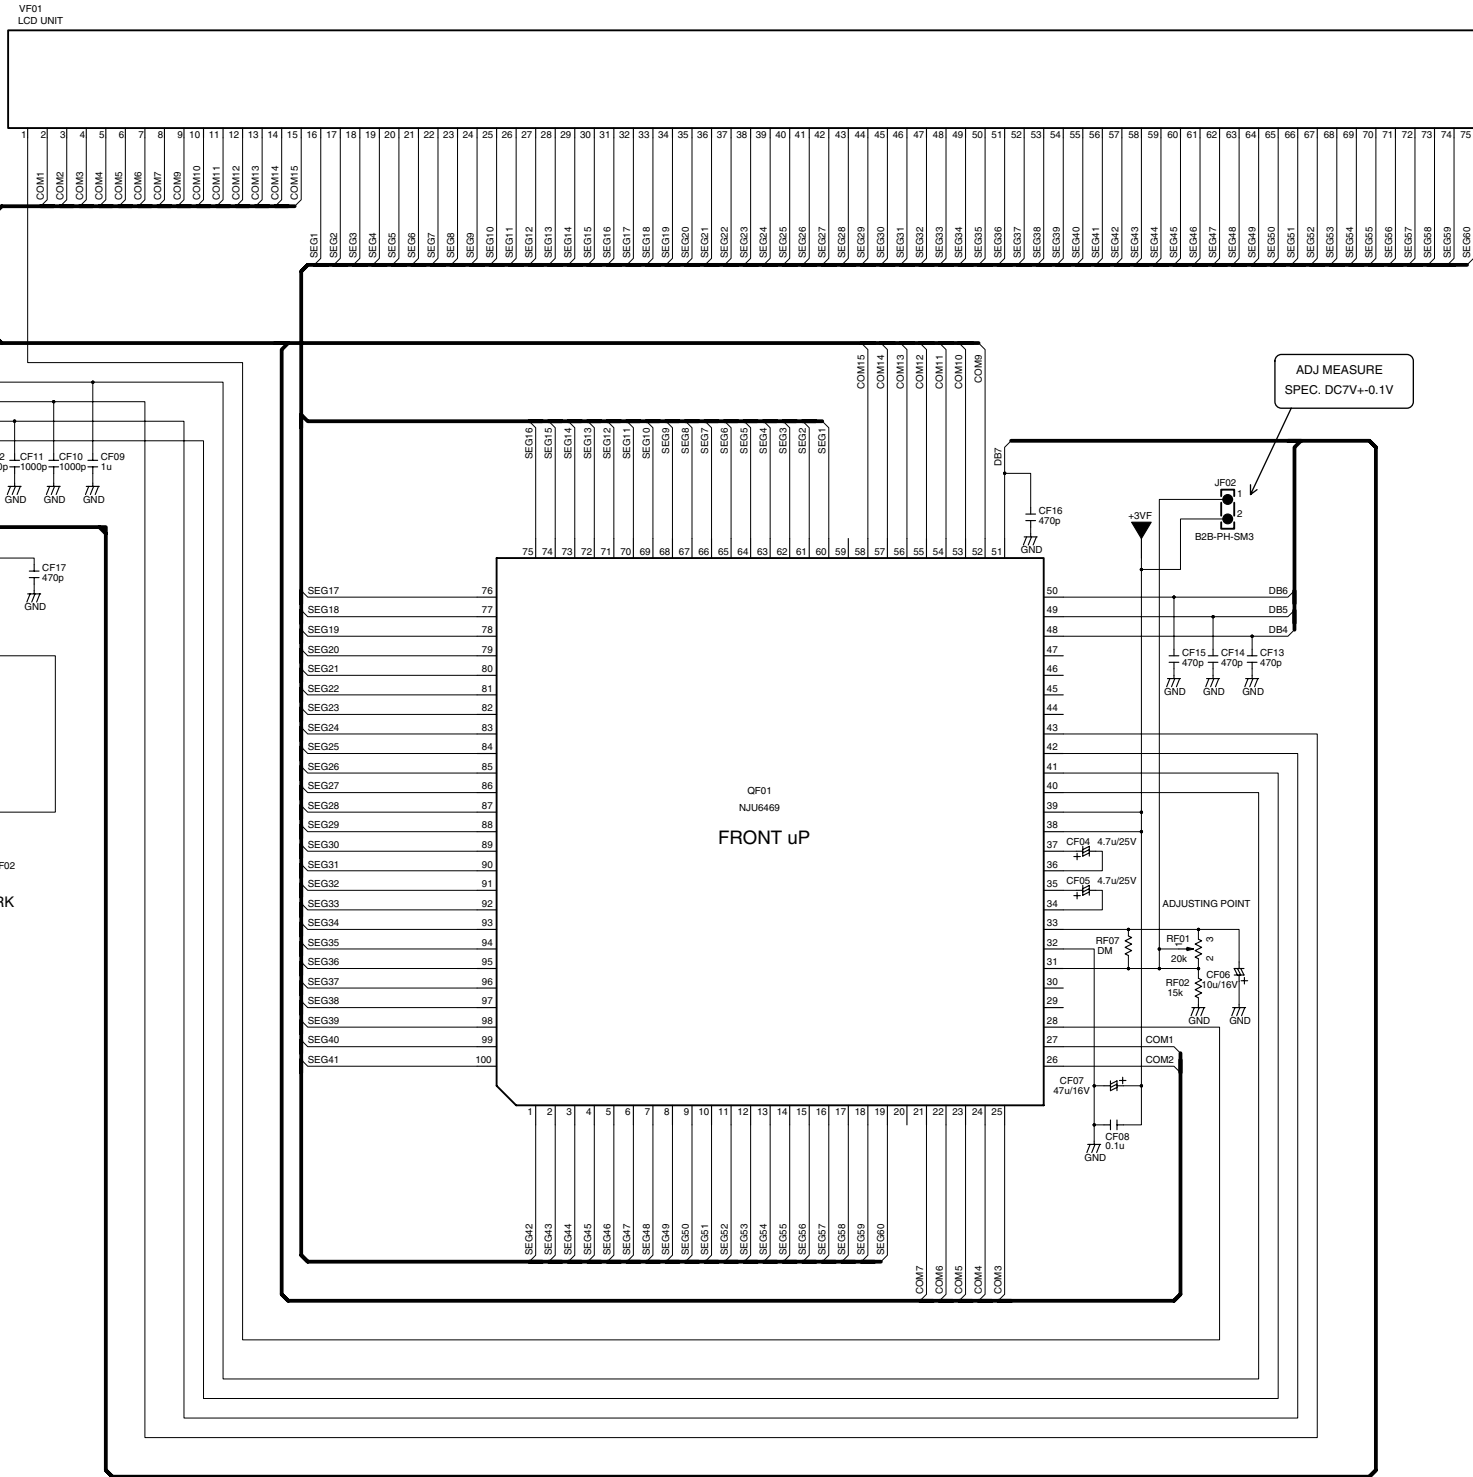 VF01
LCD UNIT
1 2 3 4 5 6 7 8 9 10 11 12 13 14 15 16 17 18 19 20 21 22 23 24 25 26 27 28 29 30 31 32 33 34 35 36 37 38 39 40 41 42 43 44 45 46 47 48 49 50 51 52 53 54 55 56 57 58 59 60 61 62 63 64 65 66 67 68 69 70 71 72 73 74 75
COM1 COM2 COM3 COM4 COM5 COM6 COM7 COM9 COM10 COM11 COM12 COM13 COM14 COM15
SEG1 SEG2 SEG3 SEG4 SEG5 SEG6 SEG7 SEG8 SEG9 SEG10 SEG11 SEG12 SEG13 SEG14 SEG15 SEG16 SEG17 SEG18 SEG19 SEG20 SEG21 SEG22 SEG23 SEG24 SEG25 SEG26 SEG27 SEG28 SEG29 SEG30 SEG31 SEG32 SEG33 SEG34 SEG35 SEG36 SEG37 SEG38 SEG39 SEG40 SEG41 SEG42 SEG43 SEG44 SEG45 SEG46 SEG47 SEG48 SEG49 SEG50 SEG51 SEG52 SEG53 SEG54 SEG55 SEG56 SEG57 SEG58 SEG59 SEG60
COM15 COM14 COM13 COM12 COM11 COM10 COM9
ADJ MEASURE
SPEC. DC7V+-0.1V
SEG16 SEG15 SEG14 SEG13 SEG12 SEG11 SEG10 SEG9 SEG8 SEG7 SEG6 SEG5 SEG4 SEG3 SEG2 SEG1
DB7
2 CF11 CF10 CF09
0p 1000p 1000p 1u
GND GND GND
JF02
1
2
B2B-PH-SM3
+3VF
CF16
470p
GND
CF17
470p
GND
75 74 73 72 71 70 69 68 67 66 65 64 63 62 61 60 59 58 57 56 55 54 53 52 51
SEG17 76
SEG18 77
SEG19 78
SEG20 79
SEG21 80
SEG22 81
SEG23 82
SEG24 83
SEG25 84
SEG26 85
SEG27 86
SEG28 87
SEG29 88
SEG30 89
SEG31 90
SEG32 91
SEG33 92
SEG34 93
SEG35 94
SEG36 95
SEG37 96
SEG38 97
SEG39 98
SEG40 99
SEG41 100
F02
RK
QF01
NJU6469
FRONT uP
50 DB6
49 DB5
48 DB4
47
46
45
44
43
42
41
40
39
38
37
36
35
34
33
32
31
30
29
28
27 COM1
26 COM2
CF15 CF14 CF13
470p 470p 470p
GND GND GND
CF04 4.7u/25V
+
CF05 4.7u/25V
+
ADJUSTING POINT
RF07
DM
RF01
20k
1
3
2
RF02
15k
CF06
10u/16V
+
GND GND
CF07
47u/16V
+
CF08
0.1u
GND
1 2 3 4 5 6 7 8 9 10 11 12 13 14 15 16 17 18 19 20 21 22 23 24 25
SEG42 SEG43 SEG44 SEG45 SEG46 SEG47 SEG48 SEG49 SEG50 SEG51 SEG52 SEG53 SEG54 SEG55 SEG56 SEG57 SEG58 SEG59 SEG60
COM7 COM6 COM5 COM4 COM3